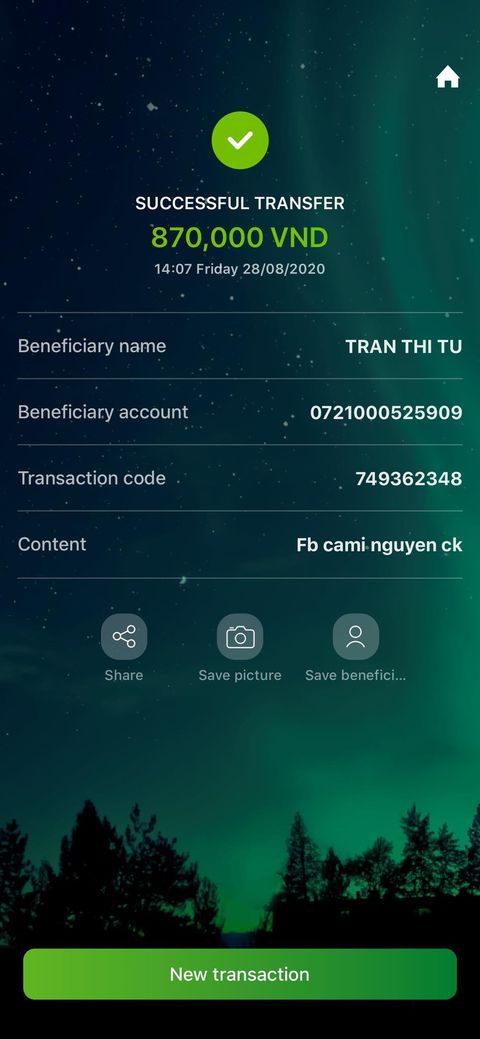 SUCCESSFUL TRANSFER
870,000 VND
14:07 Friday 28/08/2020
Beneficiary name TRAN THI TU
Beneficiary account 0721000525909
Transaction code 749362348
Content Fb cami nguyen ck
Share Save picture Save benefici...
New transaction